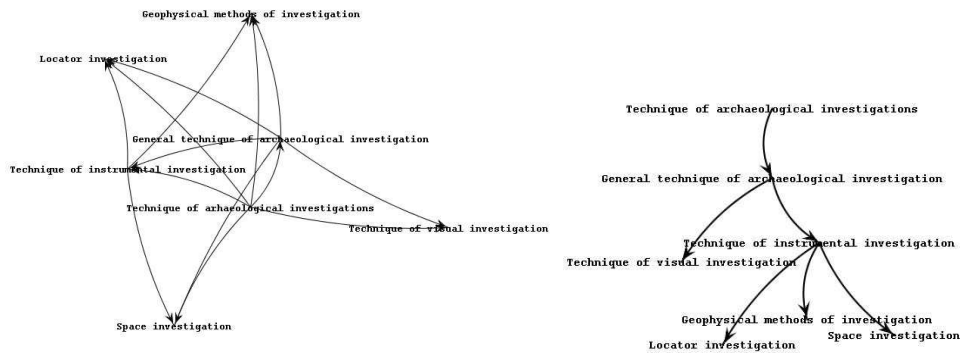 Geophysical methods of investigation
Locator investigation
General technique of archaeological investigation
Technique of instrumental investigation
Technique of arhaeological investigations
Technique of visual investigation
Space investigation
Technique of archaeological investigations
General technique of archaeological investigation
Technique of instrumental investigation
Technique of visual investigation
Geophysical methods of investigation
Space investigation
Locator investigation